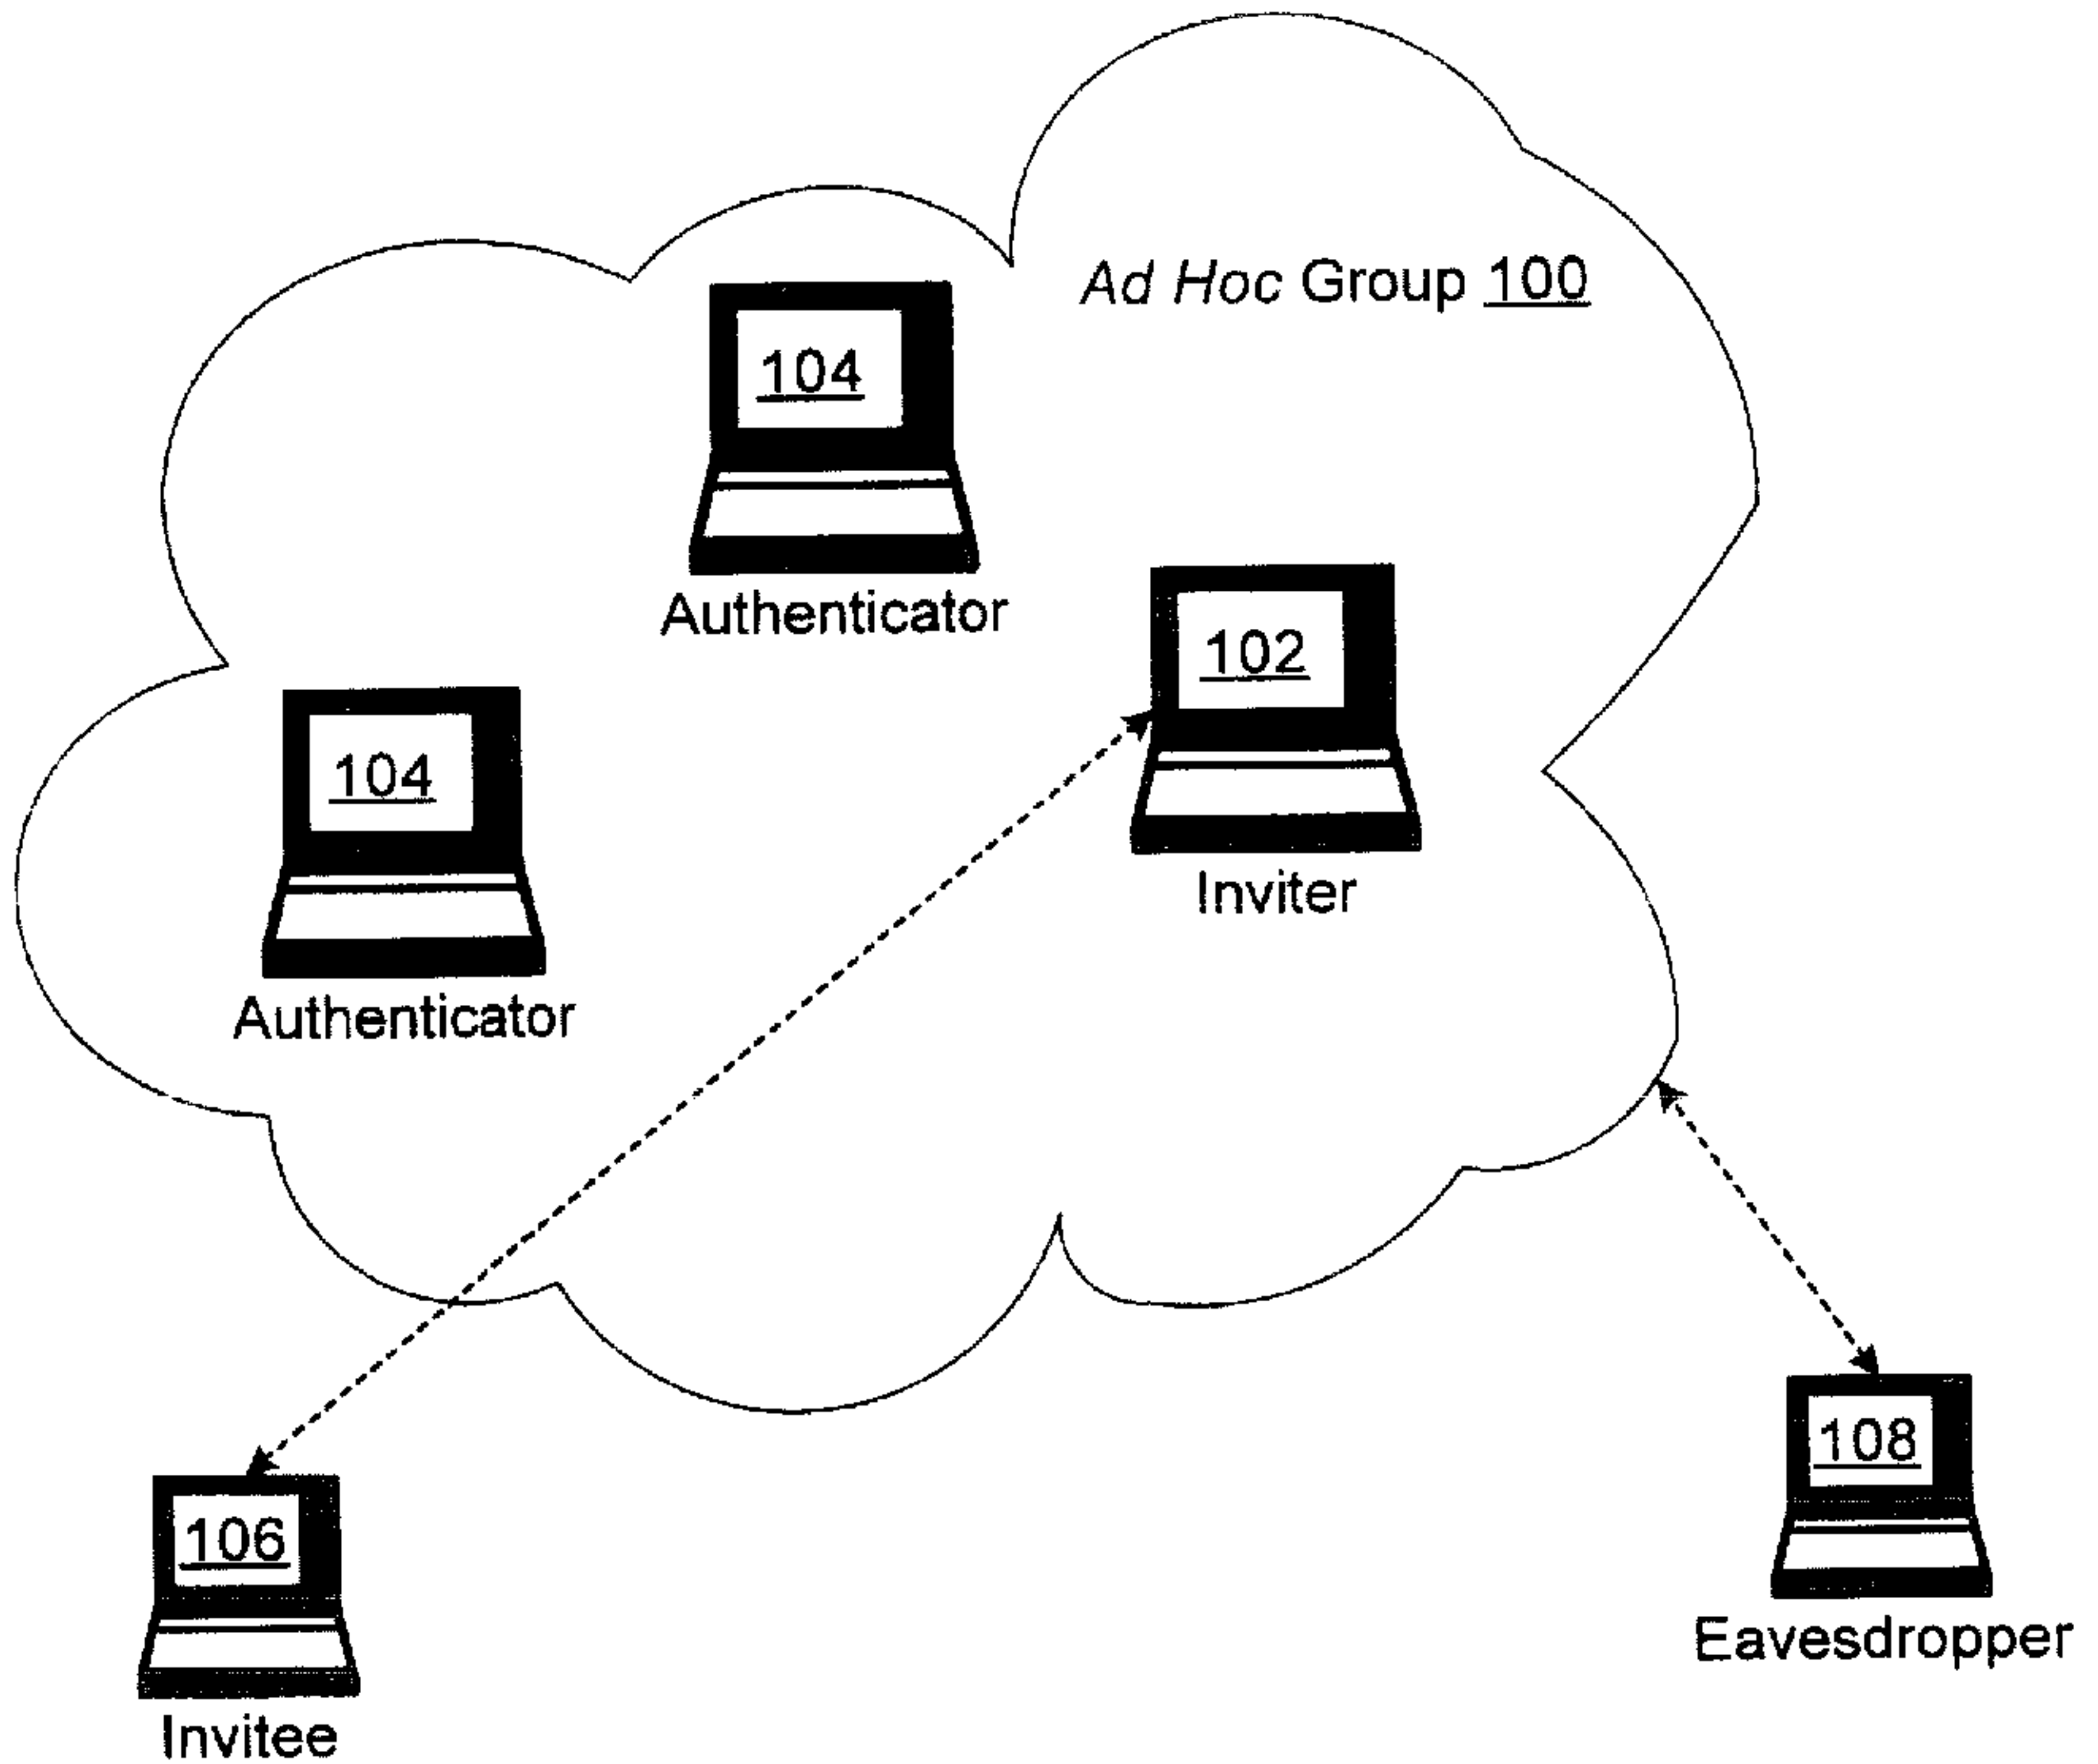 Ad Hoc Group 100
104
Authenticator
102
Inviter
104
Authenticator
108
Eavesdropper
106
Invitee